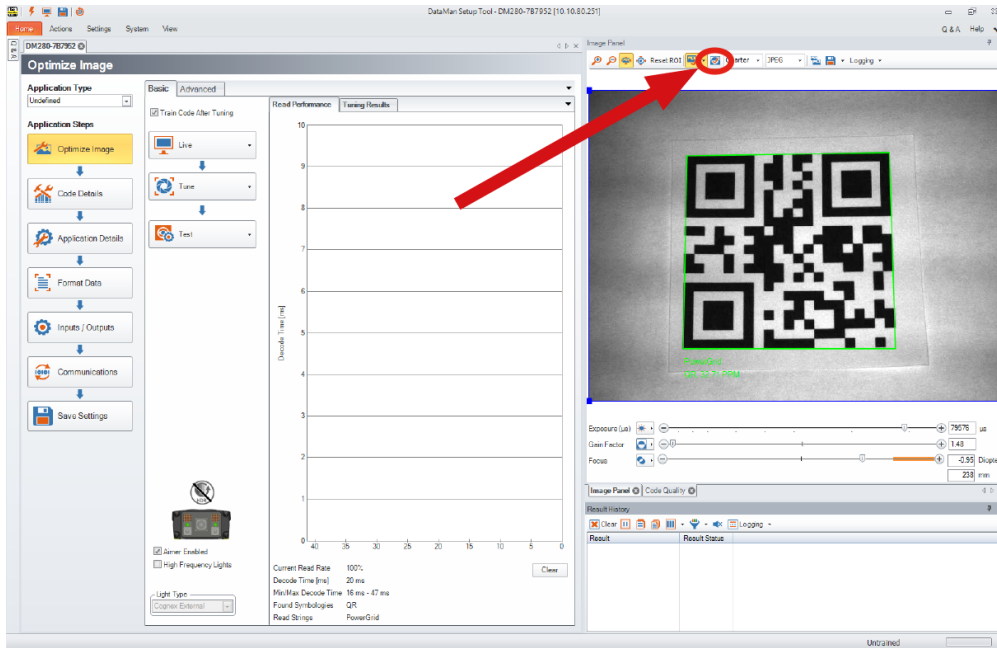 DataMan Setup Tool - DM280-7B7952 [10.10.80.251]
Home Actions Settings System View
Q & A Help
DM280-7B7952
Optimize Image
Application Type
Undefined
Application Steps
Optimize Image
Code Details
Application Details
Format Data
Inputs / Outputs
Communications
Save Settings
Basic Advanced
Train Code After Tuning
Live
Tune
Test
Aimer Enabled
High Frequency Lights
Light Type
Cognex External
Read Performance Tuning Results
10
9
8
7
6
5
4
3
2
1
0
Decode Time [ms]
40 35 30 25 20 15 10 5 0
Current Read Rate 100%
Decode Time [ms] 20 ms
Min/Max Decode Time 16 ms - 47 ms
Found Symbologies QR
Read Strings PowerGrid
Clear
Image Panel
Reset ROI JPEG Logging
PowerGrid
Exposure (µs) 79976 µs
Gain Factor 1.48
Focus -0.95
238 mm
Image Panel Code Quality
Result History
Clear Logging
Result Result Status
Untrained